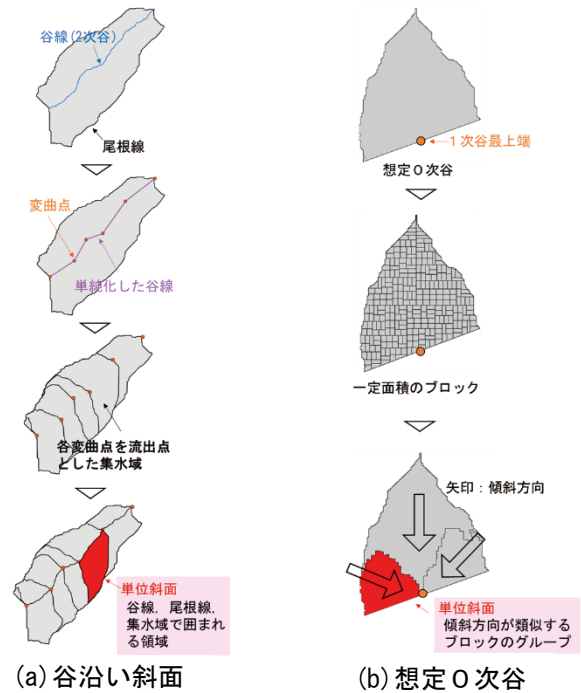 谷線(2次谷)
尾根線
変曲点
単純化した谷線
各変曲点を流出点
とした集水域
単位斜面
谷線，尾根線，
集水域で囲まれ
る領域
(a)谷沿い斜面
1次谷最上端
想定0次谷
一定面積のブロック
矢印：傾斜方向
単位斜面
傾斜方向が類似する
ブロックのグループ
(b)想定0次谷